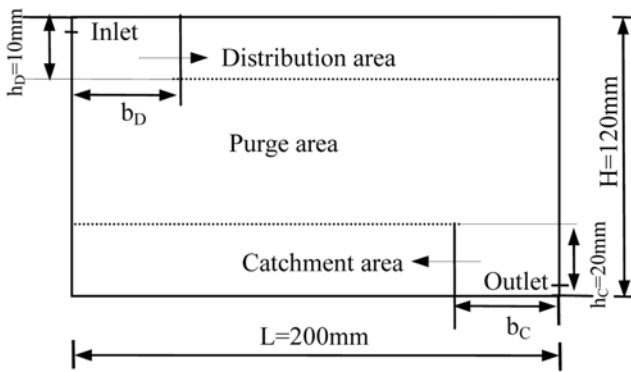 Inlet
Distribution area
h_D=10mm
b_D
Purge area
H=120mm
Catchment area
Outlet
h_C=20mm
b_C
L=200mm